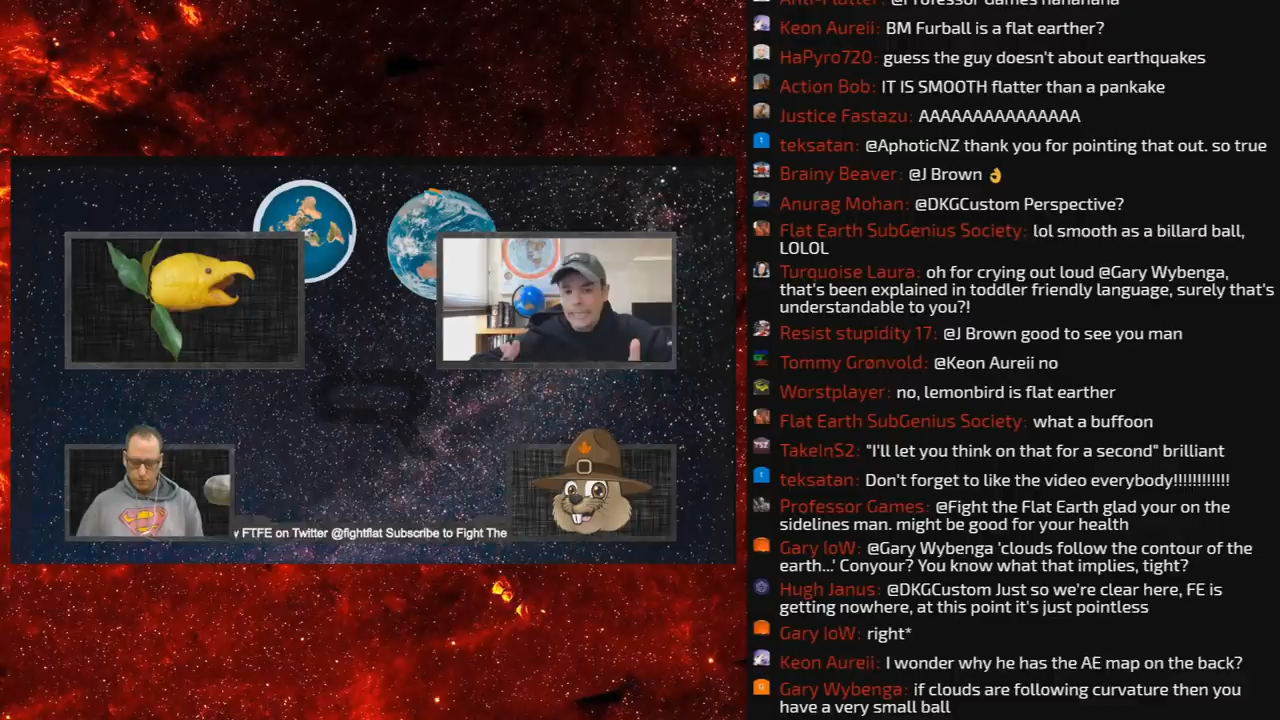 @Professor Games hahahaha
Keon Aureii: BM Furball is a flat earther?
HaPyro720: guess the guy doesn't about earthquakes
Action Bob: IT IS SMOOTH flatter than a pankake
Justice Fastazu: AAAAAAAAAAAAAAA
teksatan: @AphoticNZ thank you for pointing that out. so true
Brainy Beaver: @J Brown 👌
Anurag Mohan: @DKGCustom Perspective?
Flat Earth SubGenius Society: lol smooth as a billard ball,
LOLOL
Turquoise Laura: oh for crying out loud @Gary Wybenga,
that's been explained in toddler friendly language, surely that's
understandable to you?!
Resist stupidity 17: @J Brown good to see you man
Tommy Grønvold: @Keon Aureii no
Worstplayer: no, lemonbird is flat earther
Flat Earth SubGenius Society: what a buffoon
TakeInS2: "I'll let you think on that for a second" brilliant
teksatan: Don't forget to like the video everybody!!!!!!!!!!!!
Professor Games: @Fight the Flat Earth glad your on the
sidelines man. might be good for your health
Gary IoW: @Gary Wybenga 'clouds follow the contour of the
earth...' Conyour? You know what that implies, tight?
Hugh Janus: @DKGCustom Just so we're clear here, FE is
getting nowhere, at this point it's just pointless
Gary IoW: right*
Keon Aureii: I wonder why he has the AE map on the back?
Gary Wybenga: if clouds are following curvature then you
have a very small ball
FTFE on Twitter @fightflat Subscribe to Fight The